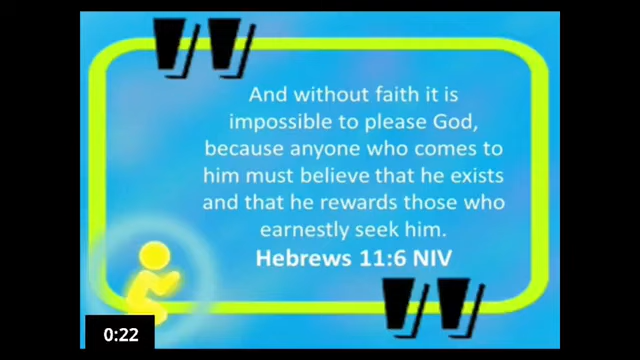 And without faith it is
impossible to please God,
because anyone who comes to
him must believe that he exists
and that he rewards those who
earnestly seek him.
Hebrews 11:6 NIV
0:22